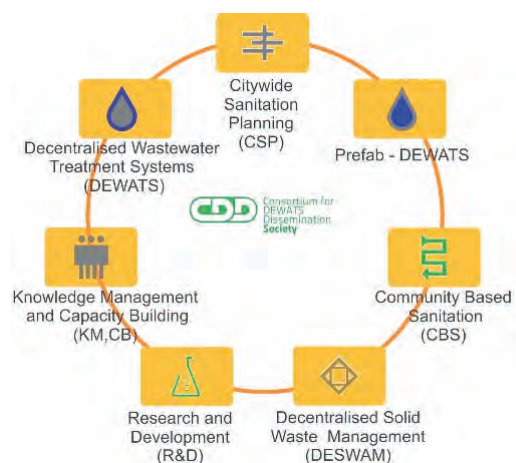 Citywide
Sanitation
Planning
(CSP)
Prefab - DEWATS
Decentralised Wastewater
Treatment Systems
(DEWATS)
CDD
Consortium for
DEWATS
Dissemination
Society
Community Based
Sanitation
(CBS)
Knowledge Management
and Capacity Building
(KM,CB)
Research and
Development
(R&D)
Decentralised Solid
Waste Management
(DESWAM)